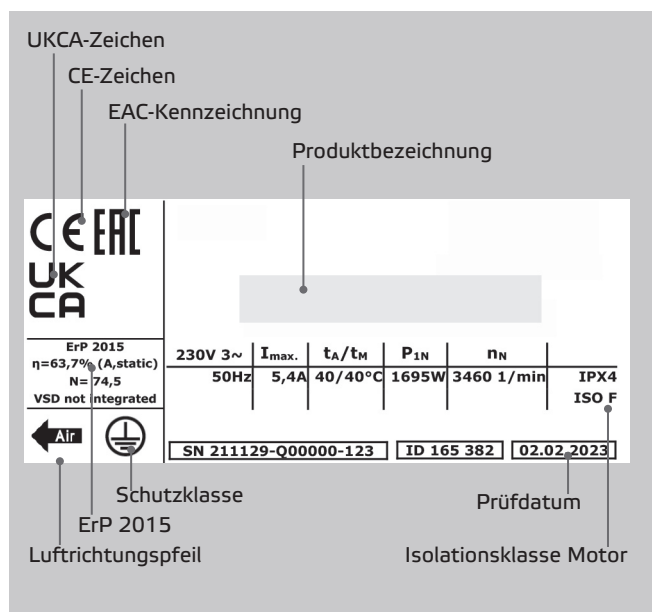 UKCA-Zeichen
CE-Zeichen
EAC-Kennzeichnung
Produktbezeichnung
CE EAC
UK
CA
ErP 2015
η=63,7% (A,static)
N= 74,5
VSD not integrated
230V 3~ Imax. tA/tM P1N nN
50Hz 5,4A 40/40°C 1695W 3460 1/min IPX4
ISO F
Air
SN 211129-Q00000-123 ID 165 382 02.02.2023
Schutzklasse
Prüfdatum
ErP 2015
Luftrichtungspfeil
Isolationsklasse Motor